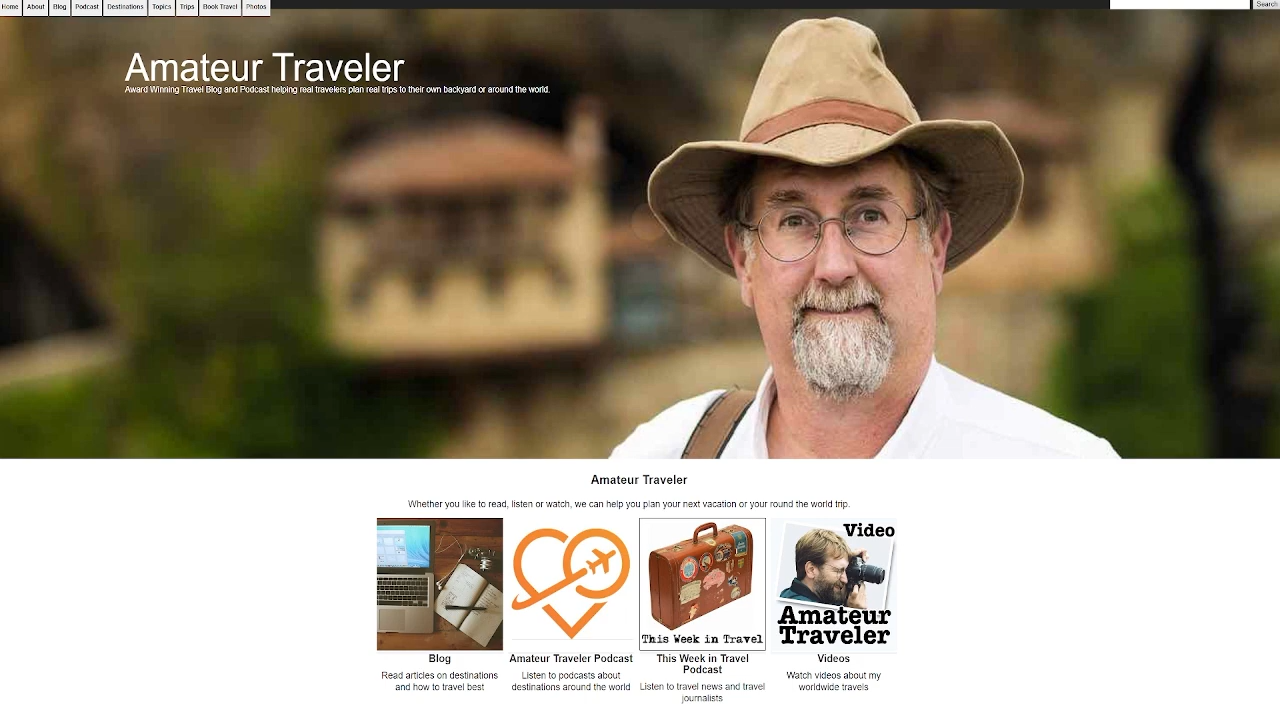 Home About Blog Podcast Destinations Topics Trips Book Travel Photos Search
Amateur Traveler
Award Winning Travel Blog and Podcast helping real travelers plan real trips to their own backyard or around the world.
Amateur Traveler
Whether you like to read, listen or watch, we can help you plan your next vacation or your round the world trip.
This Week in Travel
Video
Amateur
Traveler
Blog
Read articles on destinations
and how to travel best
Amateur Traveler Podcast
Listen to podcasts about
destinations around the world
This Week in Travel
Podcast
Listen to travel news and travel
journalists
Videos
Watch videos about my
worldwide travels